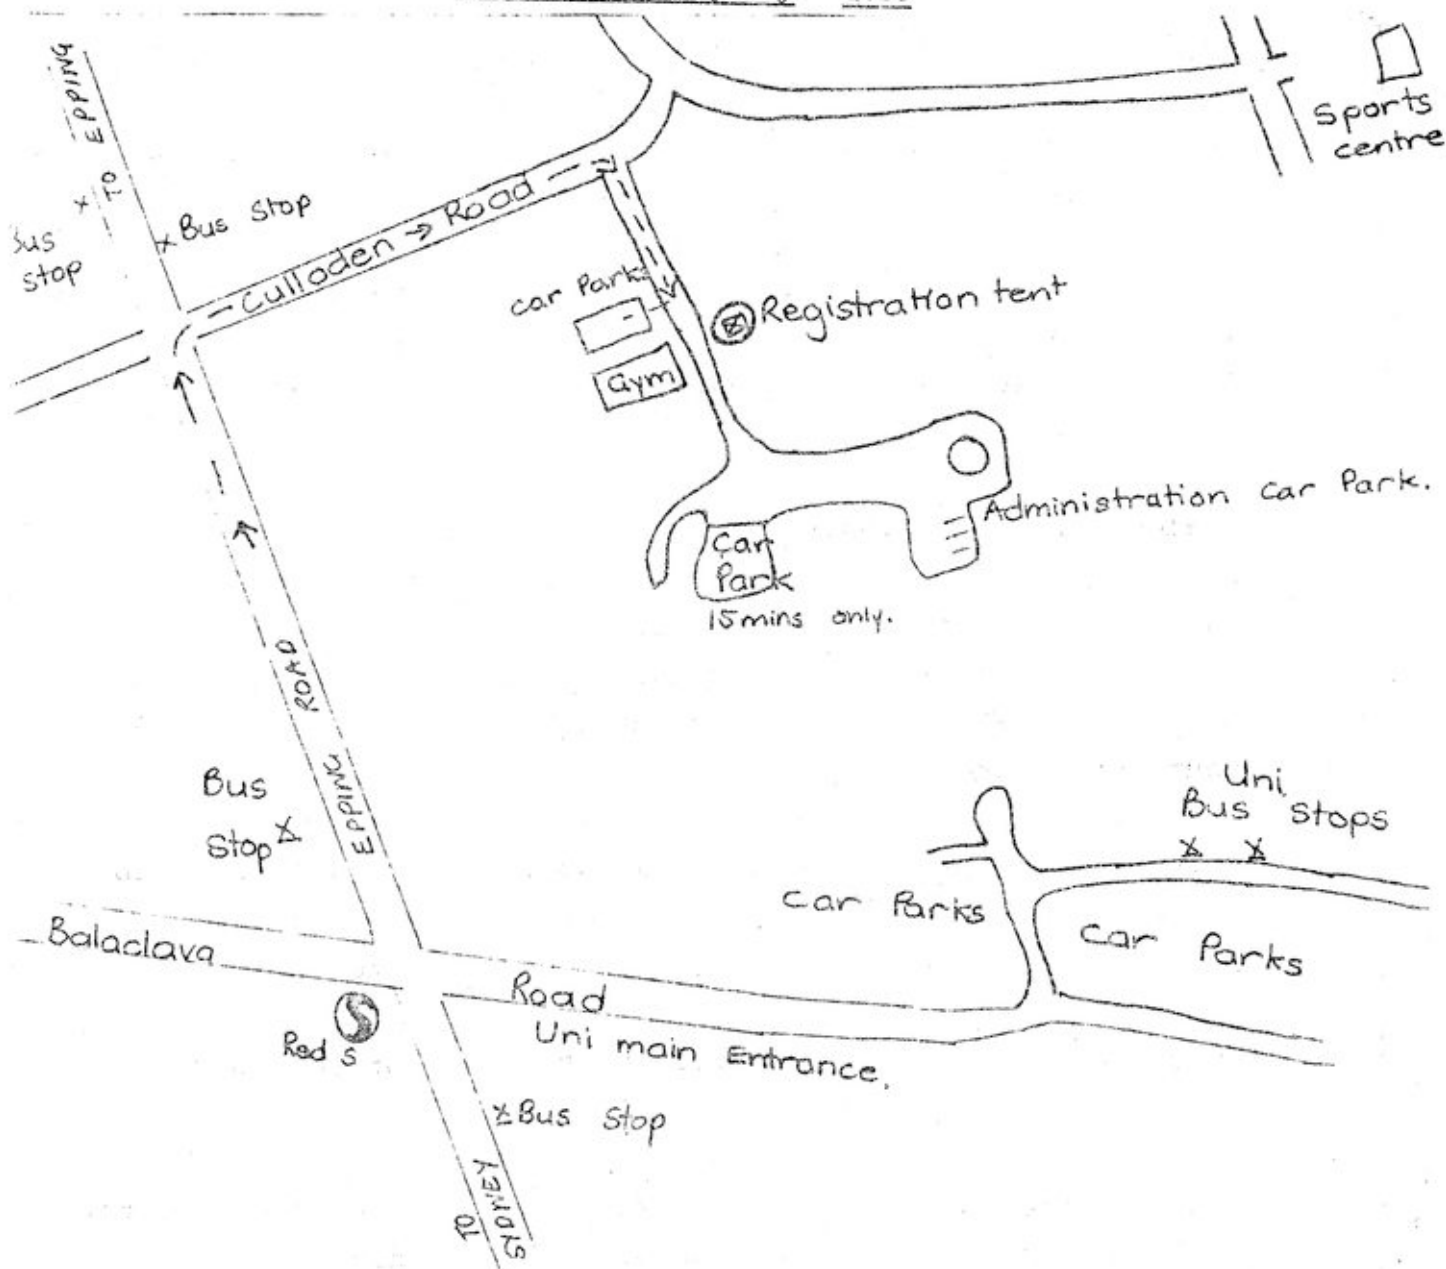 TO EPPING
Bus Stop
Bus
stop
Culloden → Road
Sports
centre
car Parks
Registration tent
Gym
Administration car Park.
Car
Park
15mins only.
EPPING ROAD
Bus
Stop
Uni
Bus Stops
Car Parks
Car Parks
Balaclava Road
Uni main Entrance.
Red S
Bus Stop
TO SYDNEY